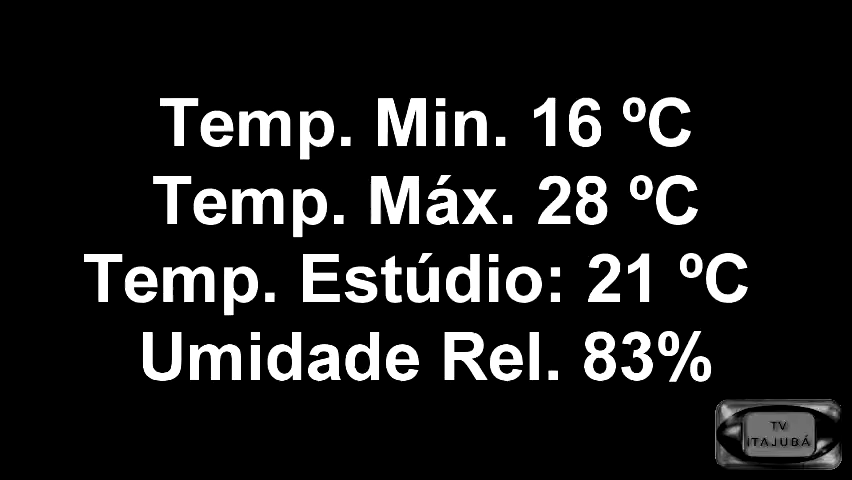 Temp. Min. 16 ºC
Temp. Máx. 28 ºC
Temp. Estúdio: 21 ºC
Umidade Rel. 83%
TV
ITAJUBÁ